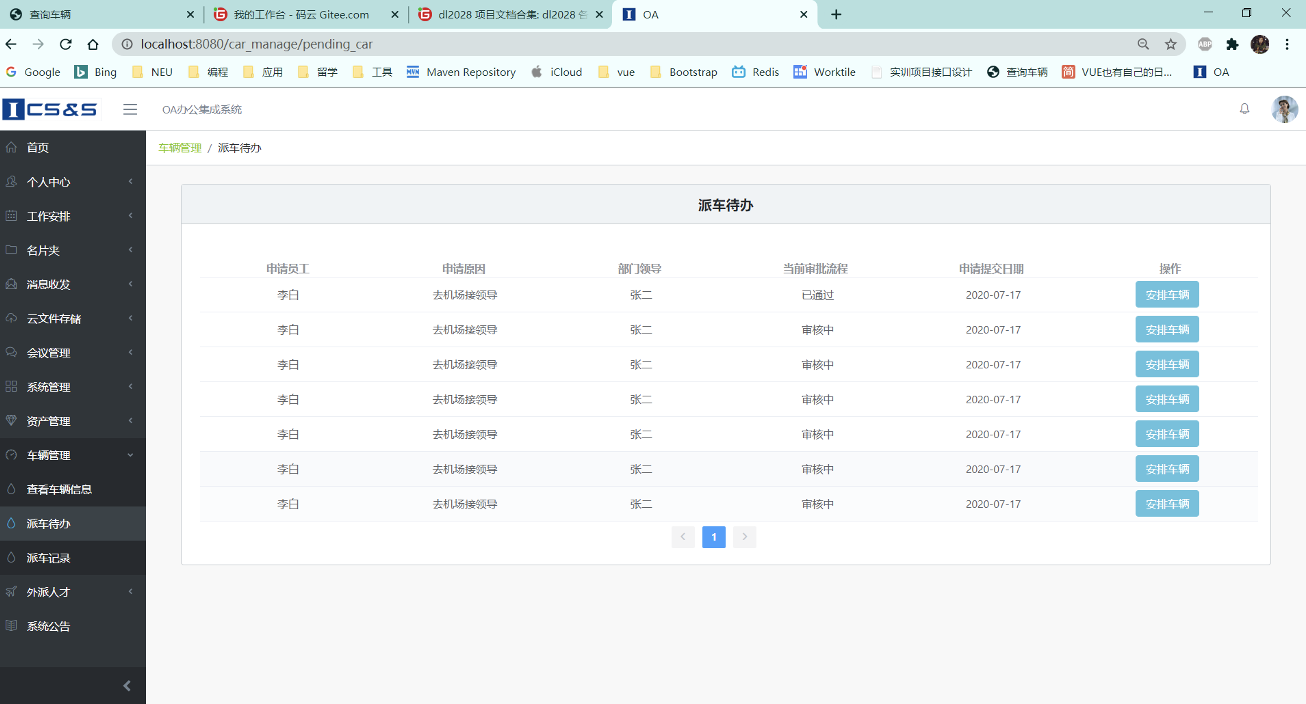 查询车辆
我的工作台 - 码云 Gitee.com
dl2028 项目文档合集: dl2028 各
OA
localhost:8080/car_manage/pending_car
ABP
Google
Bing
NEU
编程
应用
留学
工具
MVN Maven Repository
iCloud
vue
Bootstrap
Redis
Worktile
实训项目接口设计
查询车辆
简 VUE也有自己的日...
OA
ICS&S
OA办公集成系统
首页
个人中心
工作安排
名片夹
消息收发
云文件存储
会议管理
系统管理
资产管理
车辆管理
查看车辆信息
派车待办
派车记录
外派人才
系统公告
车辆管理 / 派车待办
派车待办
申请员工 申请原因 部门领导 当前审批流程 申请提交日期 操作
李白 去机场接领导 张二 已通过 2020-07-17 安排车辆
李白 去机场接领导 张二 审核中 2020-07-17 安排车辆
李白 去机场接领导 张二 审核中 2020-07-17 安排车辆
李白 去机场接领导 张二 审核中 2020-07-17 安排车辆
李白 去机场接领导 张二 审核中 2020-07-17 安排车辆
李白 去机场接领导 张二 审核中 2020-07-17 安排车辆
李白 去机场接领导 张二 审核中 2020-07-17 安排车辆
1